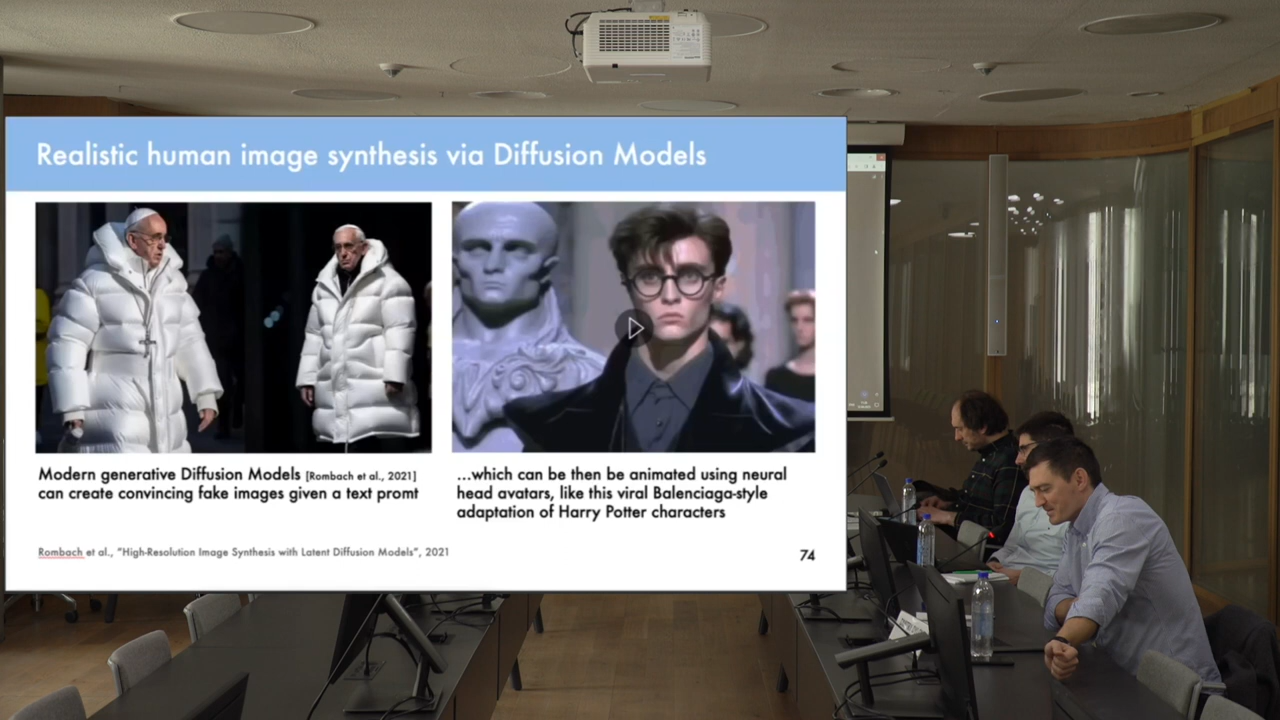 Realistic human image synthesis via Diffusion Models
Modern generative Diffusion Models [Rombach et al., 2021]
can create convincing fake images given a text promt
...which can be then be animated using neural
head avatars, like this viral Balenciaga-style
adaptation of Harry Potter characters
Rombach et al., "High-Resolution Image Synthesis with Latent Diffusion Models", 2021
74